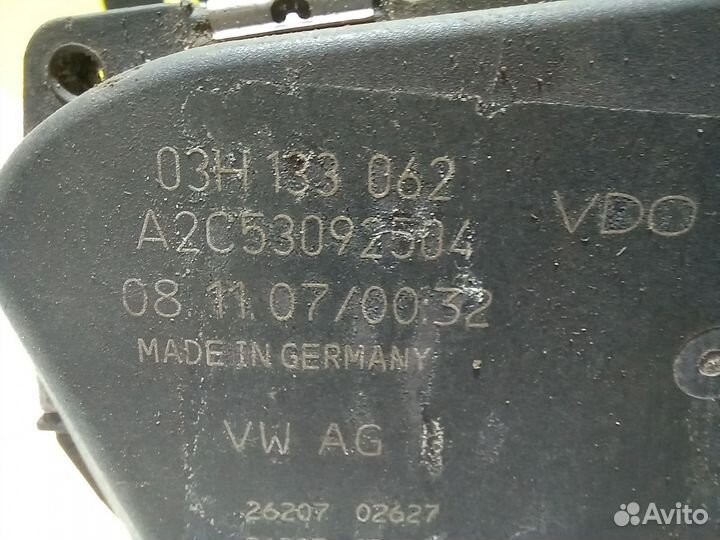 03H 133 062
A2C53092504
VDO
08 11 07/00:32
MADE IN GERMANY
VW AG
26207 02627
Avito